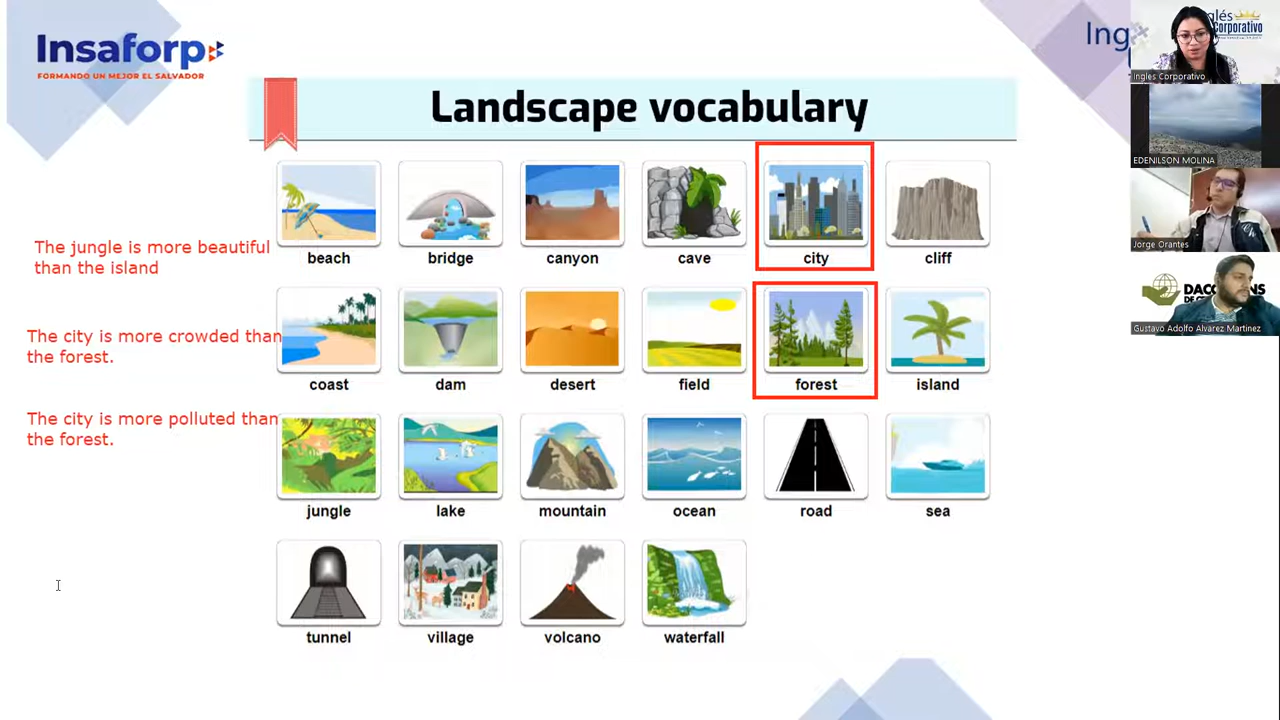 Insaforp
FORMANDO UN MEJOR EL SALVADOR
Landscape vocabulary
The jungle is more beautiful
than the island
The city is more crowded than
the forest.
The city is more polluted than
the forest.
beach
bridge
canyon
cave
city
cliff
coast
dam
desert
field
forest
island
jungle
lake
mountain
ocean
road
sea
tunnel
village
volcano
waterfall
Ing
glés
Corporativo
Ingles Corporativo
EDENILSON MOLINA
Jorge Orantes
Gustavo Adolfo Alvarez Martinez